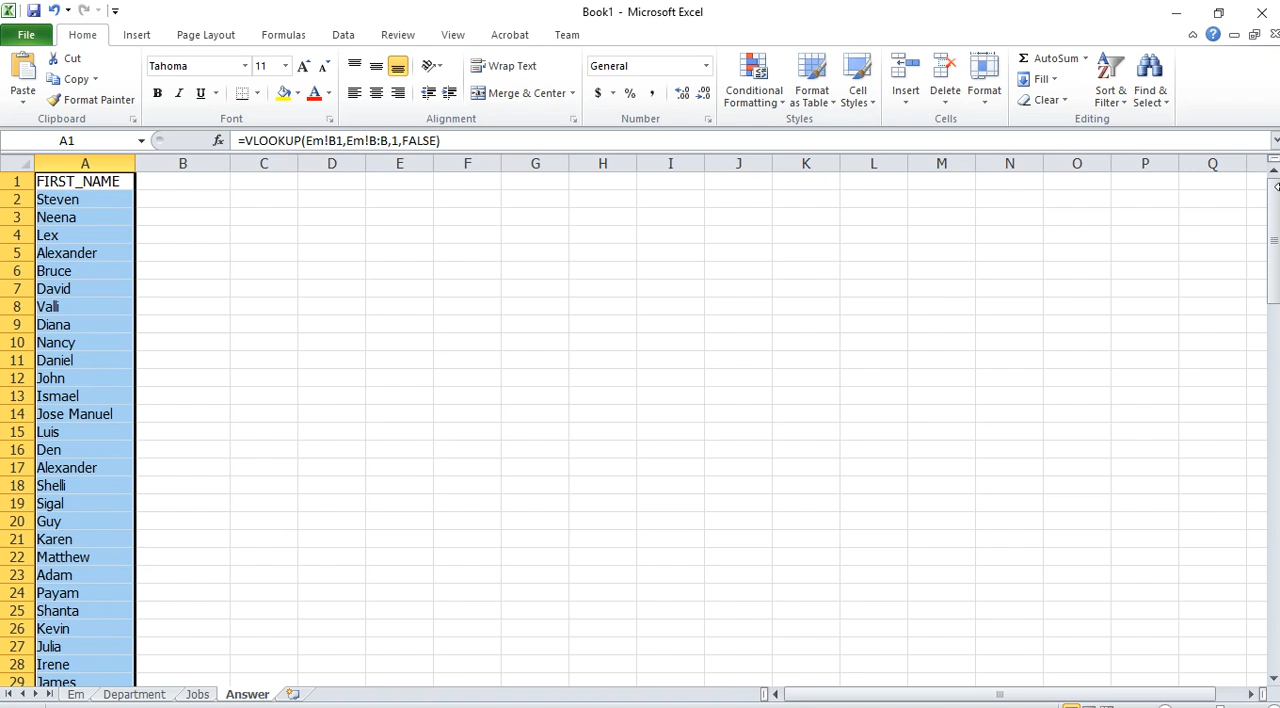 Book1 - Microsoft Excel
File Home Insert Page Layout Formulas Data Review View Acrobat Team
Paste
Cut
Copy
Format Painter
Clipboard
Tahoma 11
B I U A
Font
Wrap Text
Merge & Center
Alignment
General
$ % ,
Number
Conditional Formatting
Format as Table
Cell Styles
Styles
Insert Delete Format
Cells
Σ AutoSum
Fill
Clear
Sort & Filter
Find & Select
Editing
A1 fx =VLOOKUP(Em!B1,Em!B:B,1,FALSE)
A B C D E F G H I J K L M N O P Q
1 FIRST_NAME
2 Steven
3 Neena
4 Lex
5 Alexander
6 Bruce
7 David
8 Valli
9 Diana
10 Nancy
11 Daniel
12 John
13 Ismael
14 Jose Manuel
15 Luis
16 Den
17 Alexander
18 Shelli
19 Sigal
20 Guy
21 Karen
22 Matthew
23 Adam
24 Payam
25 Shanta
26 Kevin
27 Julia
28 Irene
29 James
Em Department Jobs Answer